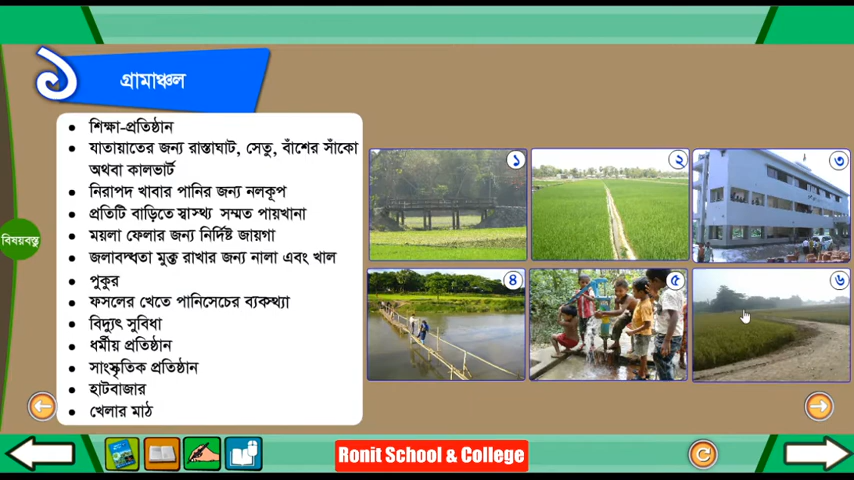 ১
গ্রামাঞ্চল
শিক্ষা-প্রতিষ্ঠান
যাতায়াতের জন্য রাস্তাঘাট, সেতু, বাঁশের সাঁকো
অথবা কালভার্ট
নিরাপদ খাবার পানির জন্য নলকূপ
প্রতিটি বাড়িতে স্বাস্থ্য সম্মত পায়খানা
ময়লা ফেলার জন্য নির্দিষ্ট জায়গা
জলাবদ্ধতা মুক্ত রাখার জন্য নালা এবং খাল
পুকুর
ফসলের খেতে পানিসেচের ব্যবস্থা
বিদ্যুৎ সুবিধা
ধর্মীয় প্রতিষ্ঠান
সাংস্কৃতিক প্রতিষ্ঠান
হাটবাজার
খেলার মাঠ
বিষয়বস্তু
১
২
৩
৪
৫
৬
Ronit School & College